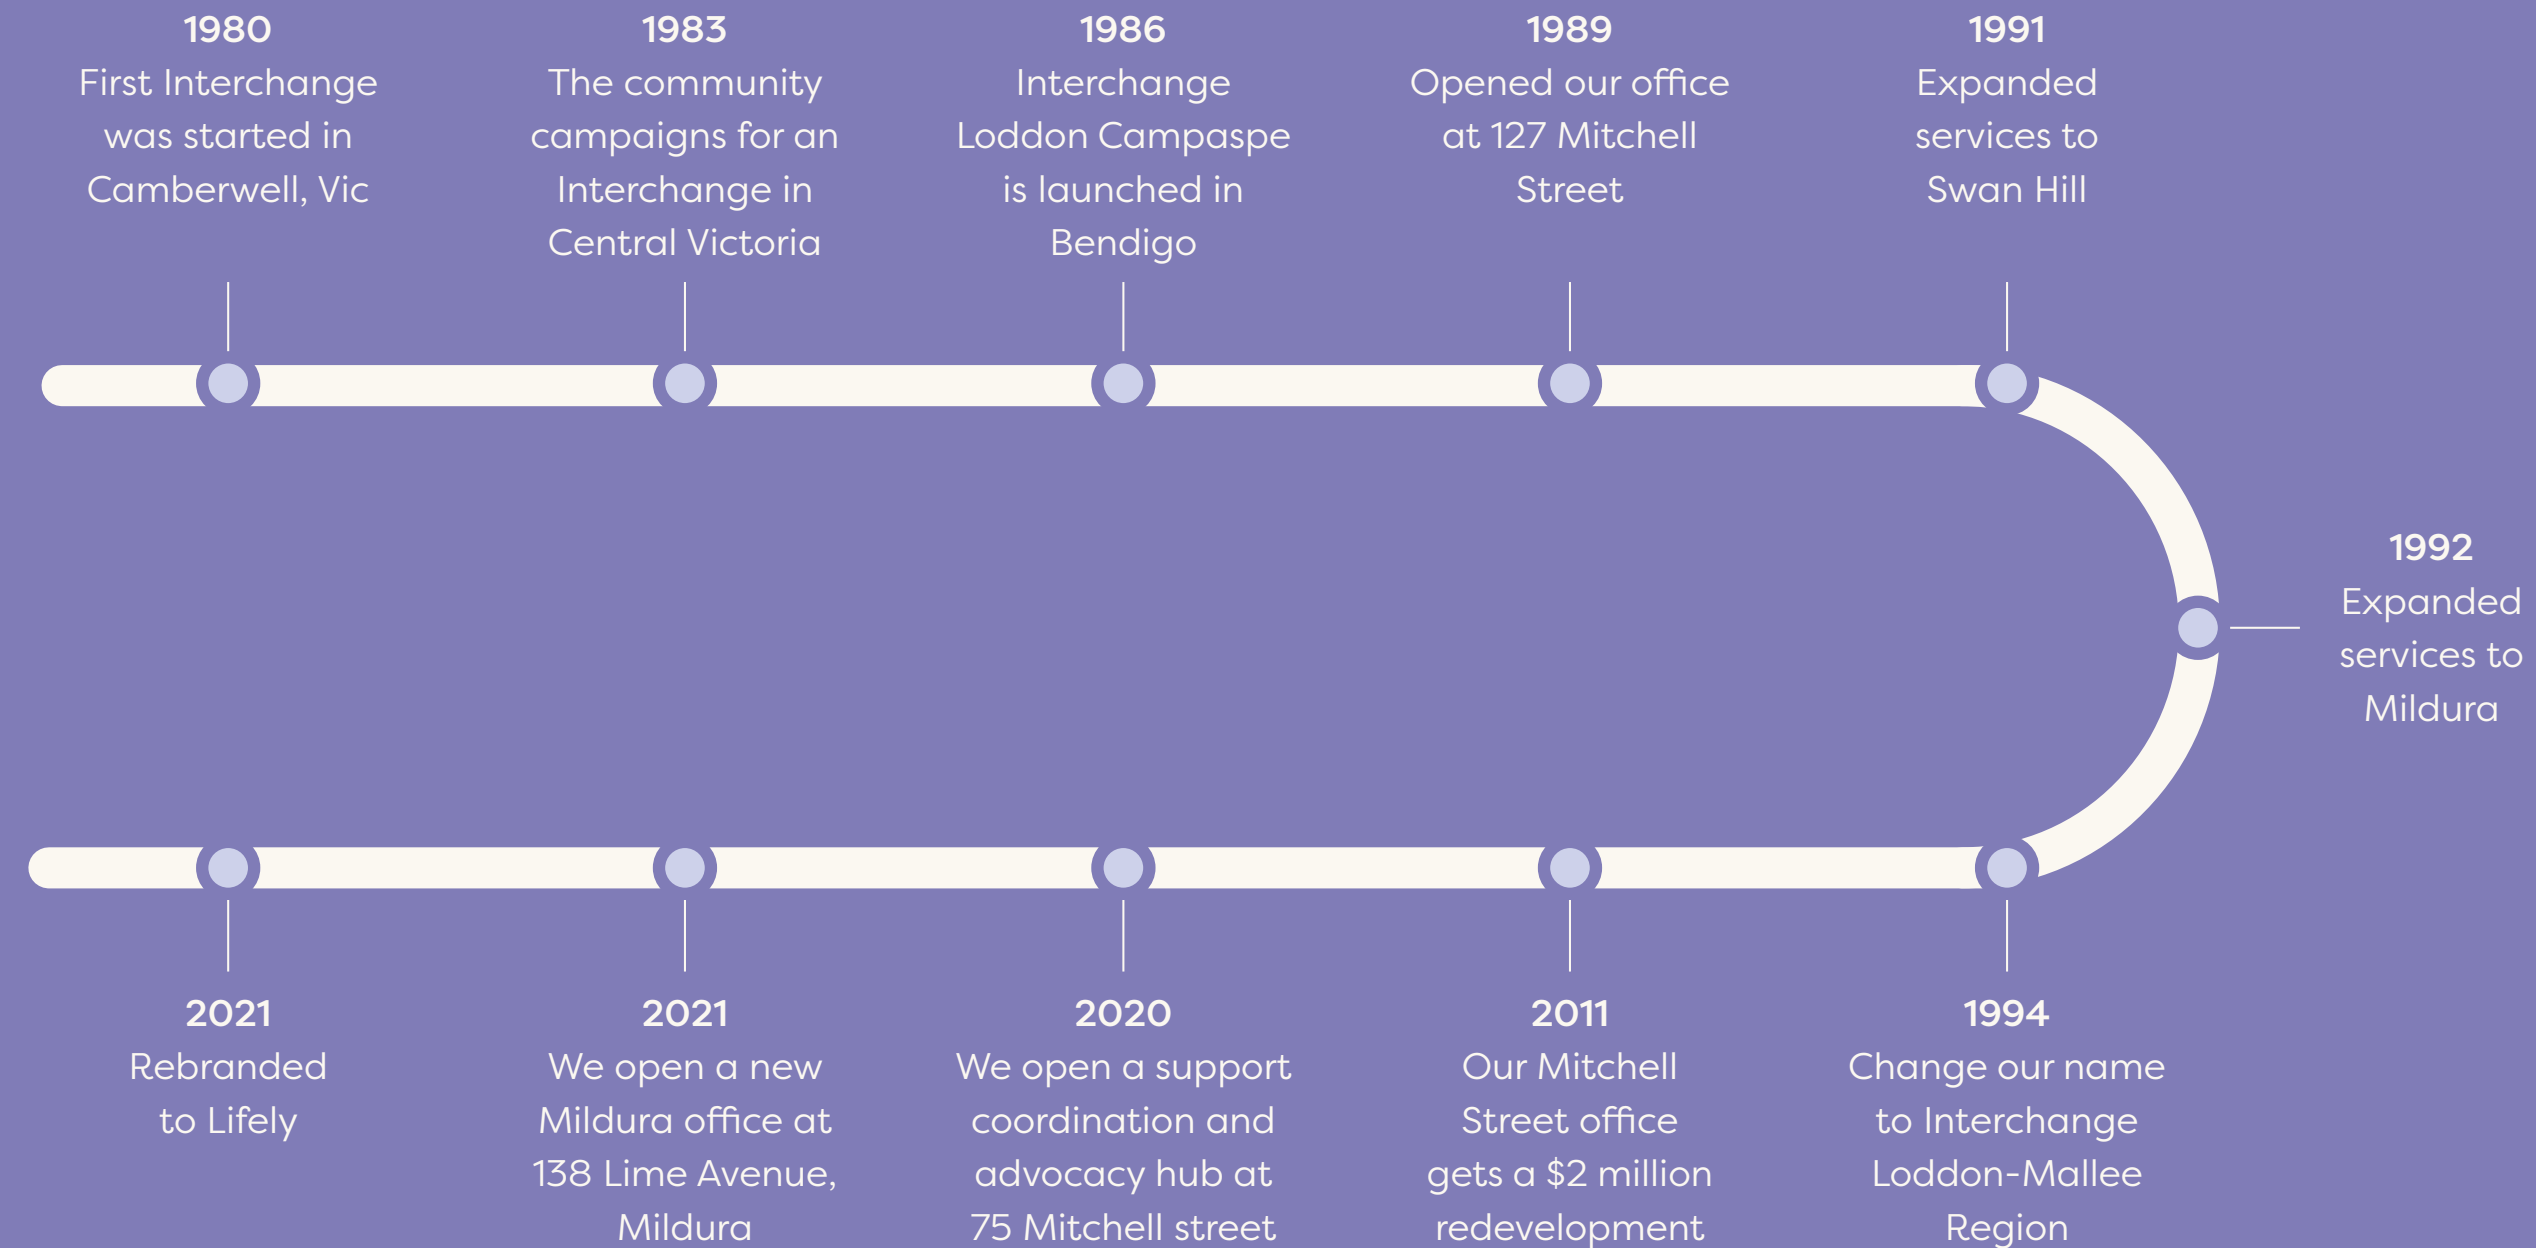 1980
First Interchange
was started in
Camberwell, Vic
1983
The community
campaigns for an
Interchange in
Central Victoria
1986
Interchange
Loddon Campaspe
is launched in
Bendigo
1989
Opened our office
at 127 Mitchell
Street
1991
Expanded
services to
Swan Hill
1992
Expanded
services to
Mildura
1994
Change our name
to Interchange
Loddon-Mallee
Region
2011
Our Mitchell
Street office
gets a $2 million
redevelopment
2020
We open a support
coordination and
advocacy hub at
75 Mitchell street
2021
We open a new
Mildura office at
138 Lime Avenue,
Mildura
2021
Rebranded
to Lifely